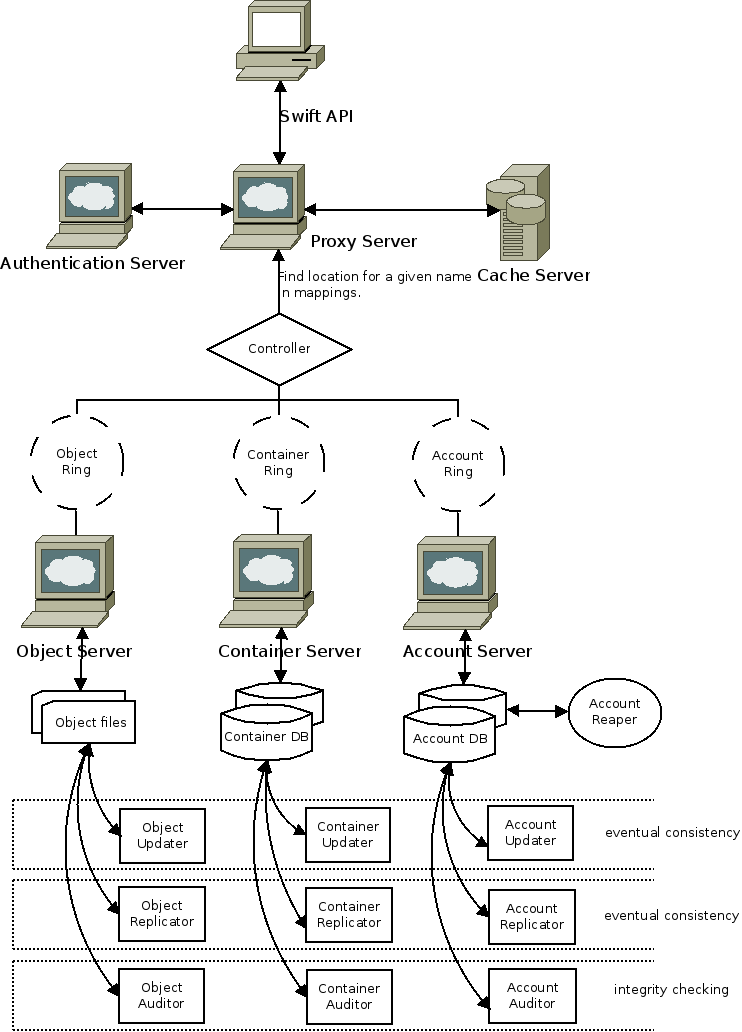 Swift API
Authentication Server
Proxy Server
Cache Server
Find location for a given name
in mappings.
Controller
Object
Ring
Container
Ring
Account
Ring
Object Server
Container Server
Account Server
Object files
Container DB
Account DB
Account
Reaper
Object
Updater
Container
Updater
Account
Updater
eventual consistency
Object
Replicator
Container
Replicator
Account
Replicator
eventual consistency
Object
Auditor
Container
Auditor
Account
Auditor
integrity checking